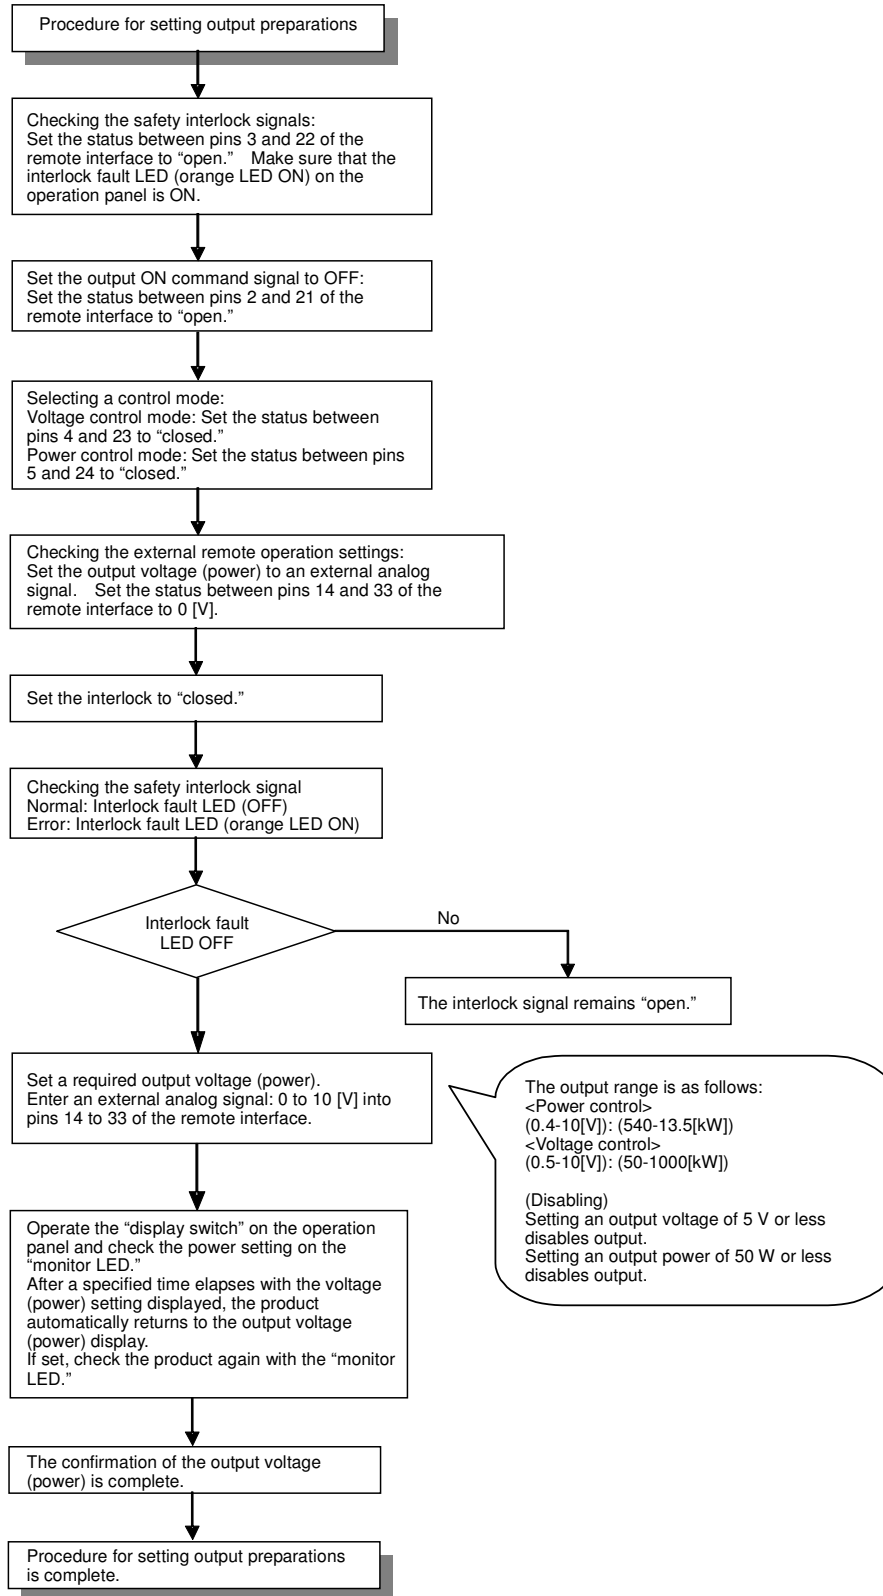 Procedure for setting output preparations
Checking the safety interlock signals:
Set the status between pins 3 and 22 of the
remote interface to “open.” Make sure that the
interlock fault LED (orange LED ON) on the
operation panel is ON.
Set the output ON command signal to OFF:
Set the status between pins 2 and 21 of the
remote interface to “open.”
Selecting a control mode:
Voltage control mode: Set the status between
pins 4 and 23 to “closed.”
Power control mode: Set the status between pins
5 and 24 to “closed.”
Checking the external remote operation settings:
Set the output voltage (power) to an external analog
signal. Set the status between pins 14 and 33 of the
remote interface to 0 [V].
Set the interlock to “closed.”
Checking the safety interlock signal
Normal: Interlock fault LED (OFF)
Error: Interlock fault LED (orange LED ON)
Interlock fault
LED OFF
No
The interlock signal remains “open.”
Set a required output voltage (power).
Enter an external analog signal: 0 to 10 [V] into
pins 14 to 33 of the remote interface.
The output range is as follows:
<Power control>
(0.4-10[V]): (540-13.5[kW])
<Voltage control>
(0.5-10[V]): (50-1000[kW])
(Disabling)
Setting an output voltage of 5 V or less
disables output.
Setting an output power of 50 W or less
disables output.
Operate the “display switch” on the operation
panel and check the power setting on the
“monitor LED.”
After a specified time elapses with the voltage
(power) setting displayed, the product
automatically returns to the output voltage
(power) display.
If set, check the product again with the “monitor
LED.”
The confirmation of the output voltage
(power) is complete.
Procedure for setting output preparations
is complete.